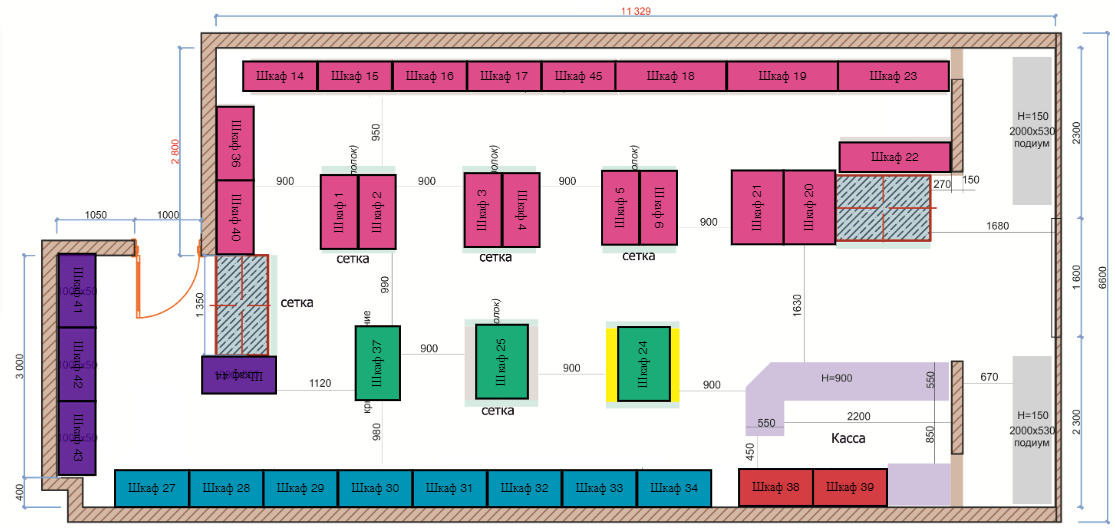 11 329
Шкаф 14
Шкаф 15
Шкаф 16
Шкаф 17
Шкаф 45
Шкаф 18
Шкаф 19
Шкаф 23
2 800
950
H=150
2000x530
подиум
2300
Шкаф 36
Шкаф 22
900
900
900
270
150
Шкаф 1
Шкаф 2
Шкаф 3
Шкаф 4
Шкаф 5
Шкаф 6
900
Шкаф 21
Шкаф 20
1050
1000
Шкаф 40
1680
сетка
сетка
сетка
Шкаф 41
1 350
сетка
990
1630
1 600
6600
3 000
Шкаф 42
Шкаф 44
1120
Шкаф 37
900
Шкаф 25
900
Шкаф 24
900
H=900
550
670
сетка
550
2200
850
Касса
H=150
2000x530
подиум
2 300
Шкаф 43
980
450
400
Шкаф 27
Шкаф 28
Шкаф 29
Шкаф 30
Шкаф 31
Шкаф 32
Шкаф 33
Шкаф 34
Шкаф 38
Шкаф 39